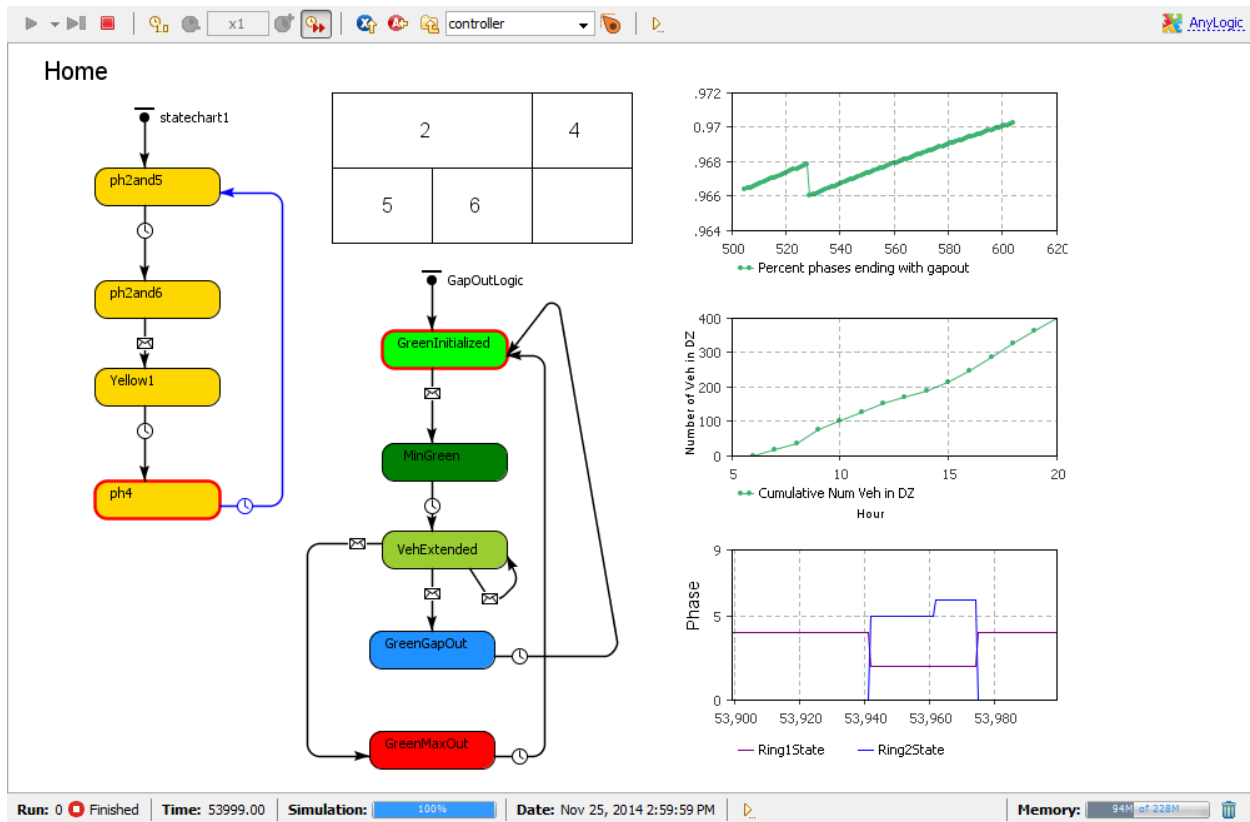 x1
controller
AnyLogic
Home
statechart1
ph2and5
ph2and6
Yellow1
ph4
2
4
5
6
GapOutLogic
GreenInitialized
MinGreen
VehExtended
GreenGapOut
GreenMaxOut
.972
0.97
.968
.966
.964
500 520 540 560 580 600 620
Percent phases ending with gapout
Number of Veh in DZ
400
300
200
100
0
5 10 15 20
Cumulative Num Veh in DZ
Hour
Phase
9
5
0
53,900 53,920 53,940 53,960 53,980
Ring1State Ring2State
Run: 0 Finished Time: 53999.00 Simulation: 100% Date: Nov 25, 2014 2:59:59 PM Memory: 94M of 228M